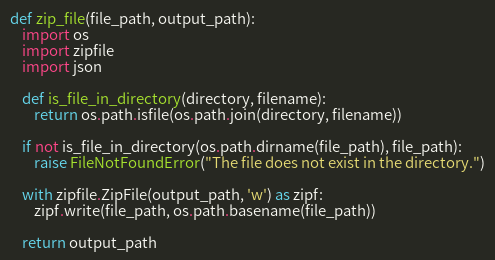 def zip_file(file_path, output_path):
    import os
    import zipfile
    import json

    def is_file_in_directory(directory, filename):
        return os.path.isfile(os.path.join(directory, filename))

    if not is_file_in_directory(os.path.dirname(file_path), file_path):
        raise FileNotFoundError("The file does not exist in the directory.")

    with zipfile.ZipFile(output_path, 'w') as zipf:
        zipf.write(file_path, os.path.basename(file_path))

    return output_path